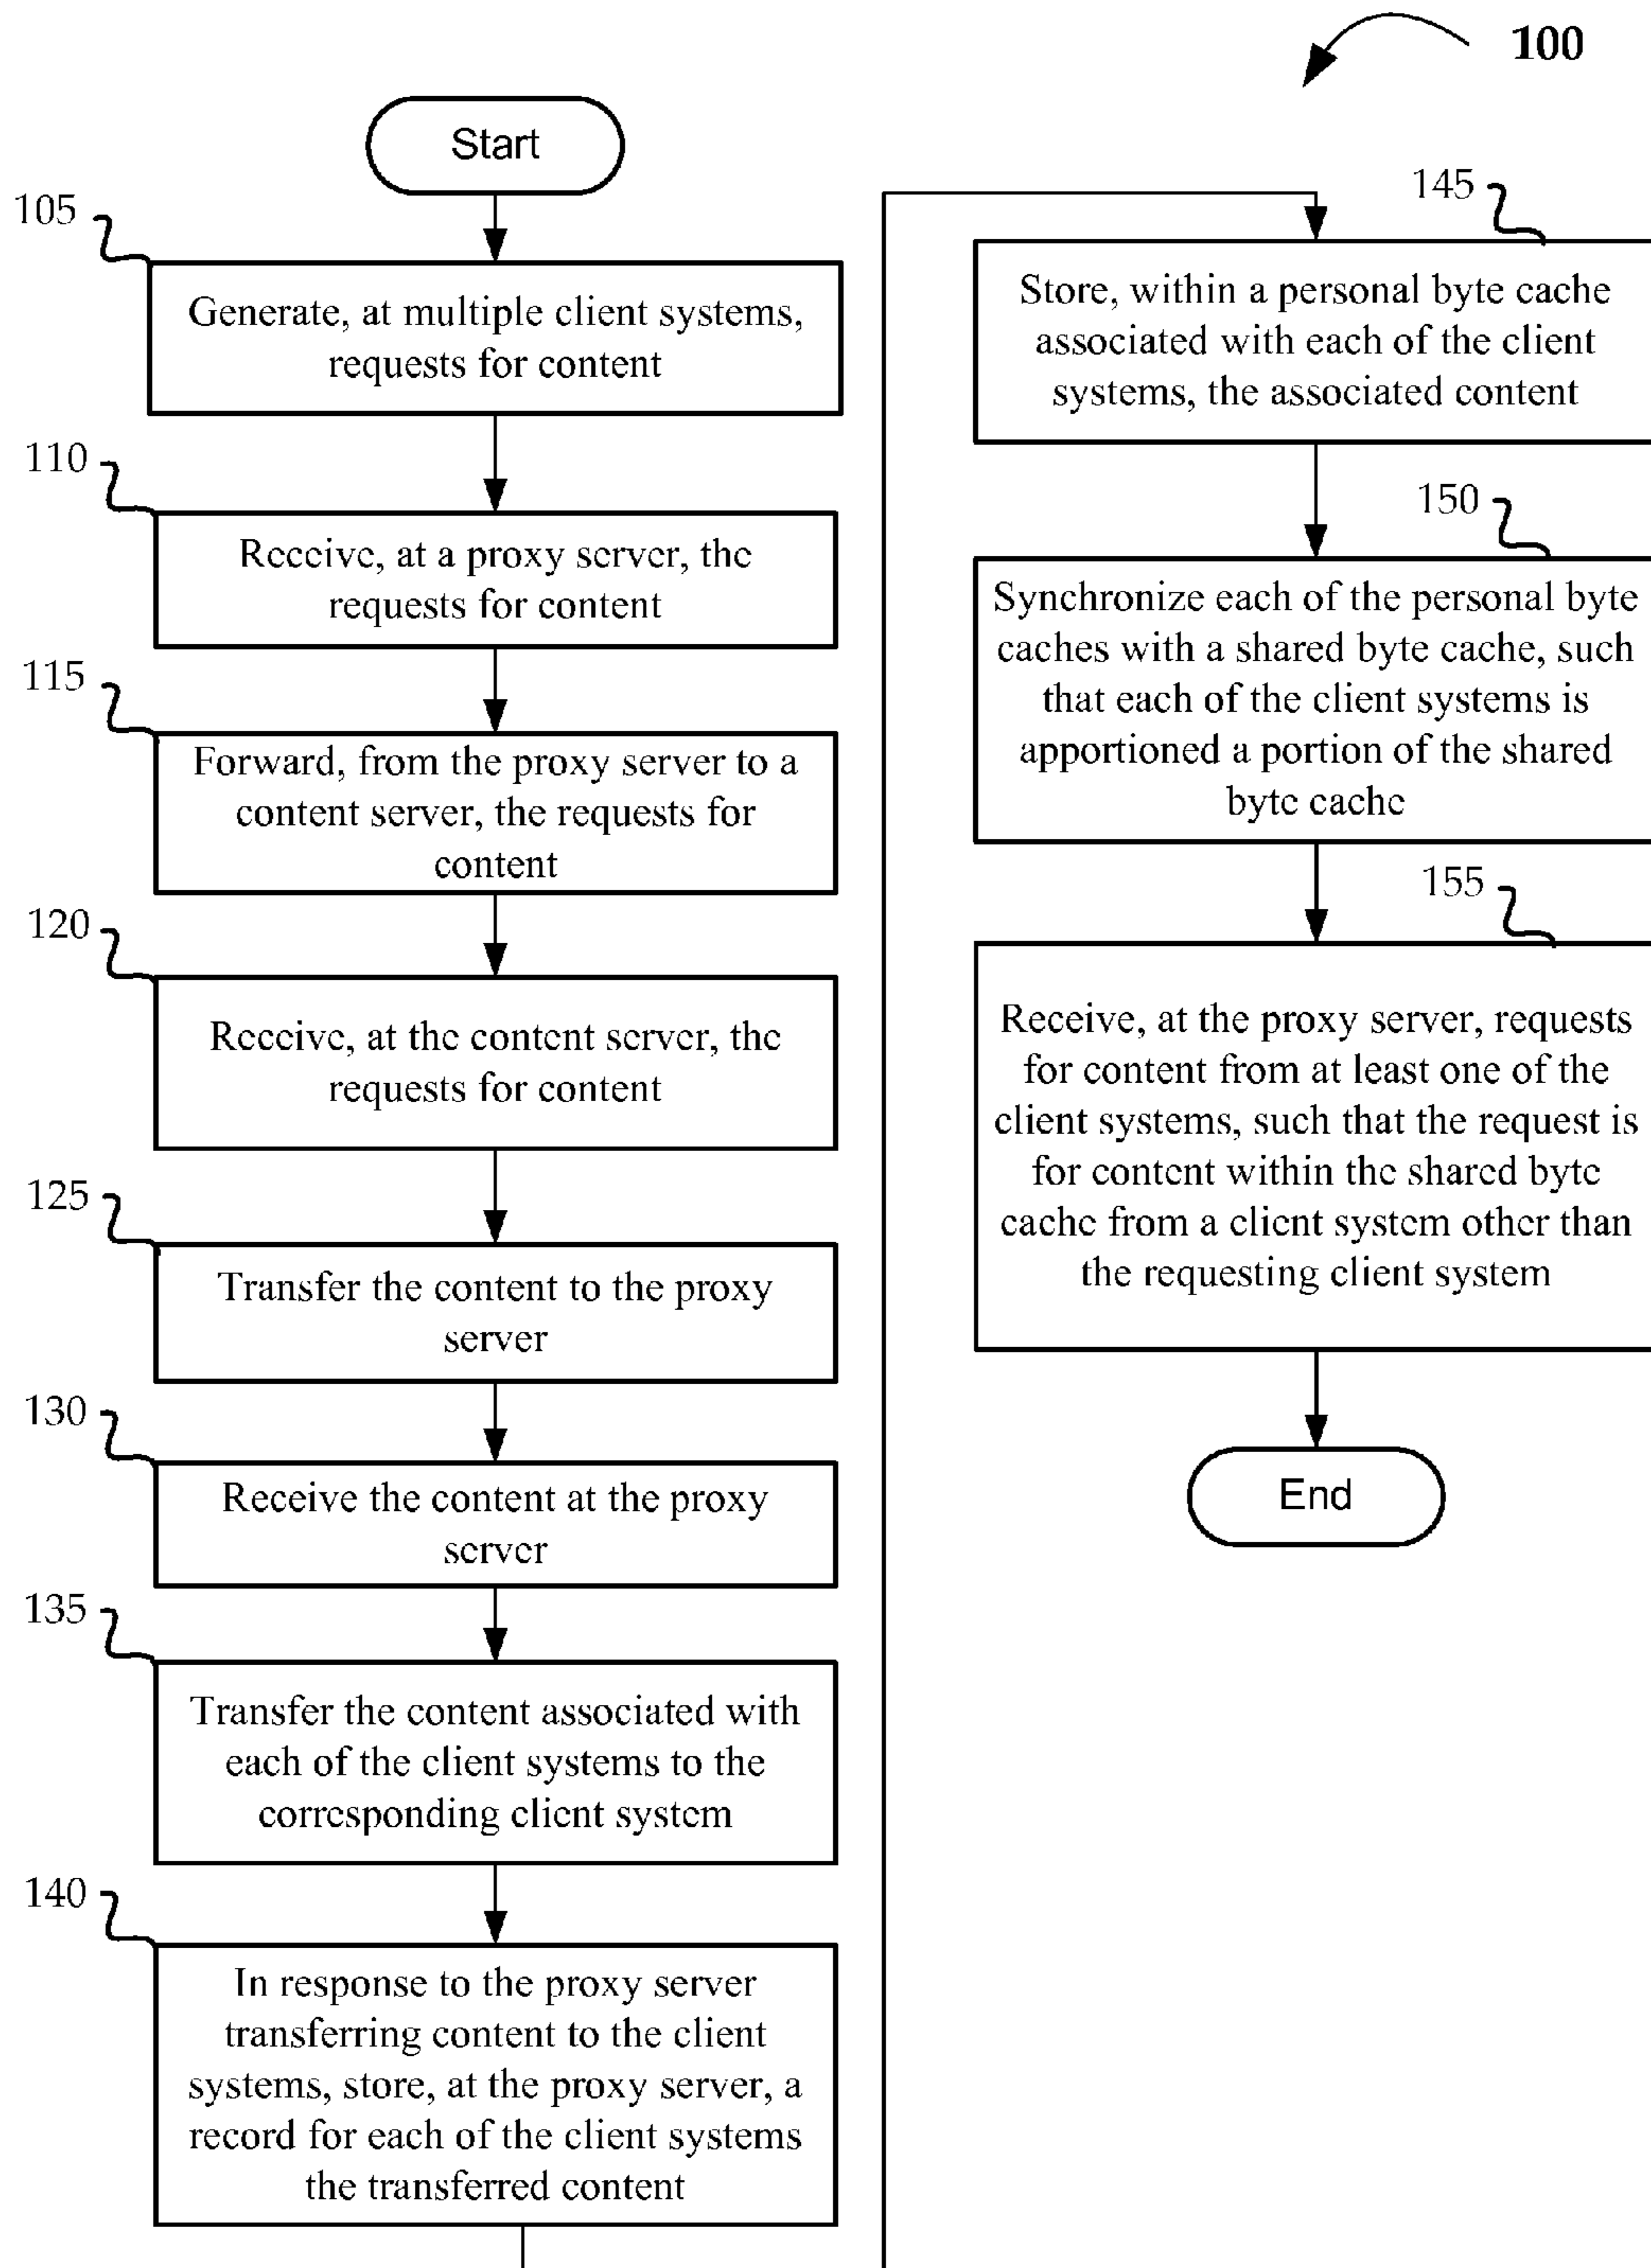 100
Start
105
Generate, at multiple client systems,
requests for content
110
Receive, at a proxy server, the
requests for content
115
Forward, from the proxy server to a
content server, the requests for
content
120
Receive, at the content server, the
requests for content
125
Transfer the content to the proxy
server
130
Receive the content at the proxy
server
135
Transfer the content associated with
each of the client systems to the
corresponding client system
140
In response to the proxy server
transferring content to the client
systems, store, at the proxy server, a
record for each of the client systems
the transferred content
145
Store, within a personal byte cache
associated with each of the client
systems, the associated content
150
Synchronize each of the personal byte
caches with a shared byte cache, such
that each of the client systems is
apportioned a portion of the shared
byte cache
155
Receive, at the proxy server, requests
for content from at least one of the
client systems, such that the request is
for content within the shared byte
cache from a client system other than
the requesting client system
End